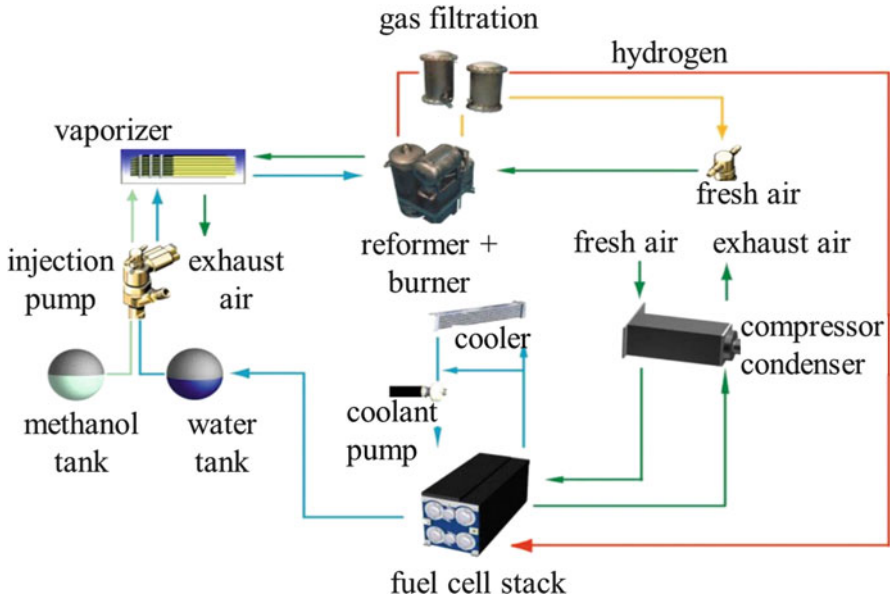 gas filtration
hydrogen
vaporizer
fresh air
injection
pump
exhaust
air
reformer +
burner
fresh air
exhaust air
cooler
compressor
condenser
methanol
tank
water
tank
coolant
pump
fuel cell stack